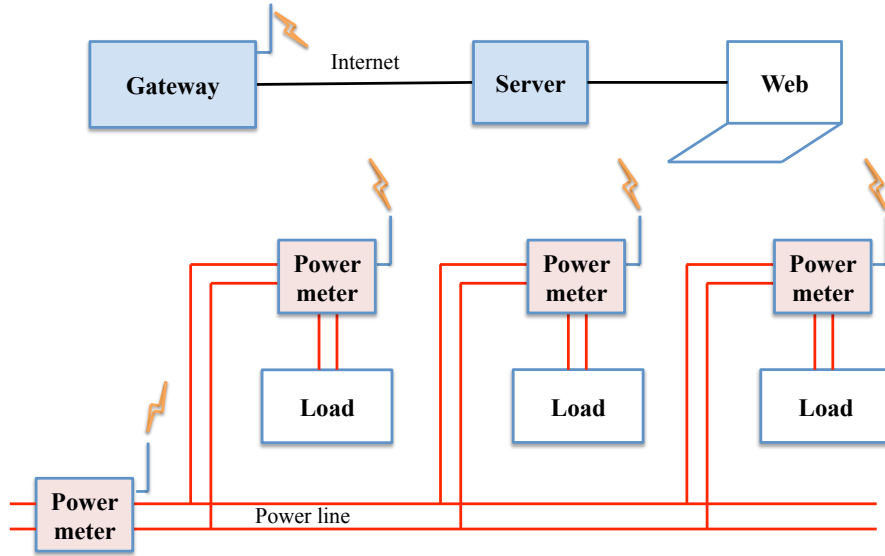 Gateway
Internet
Server
Web
Power
meter
Power
meter
Power
meter
Load
Load
Load
Power
meter
Power line